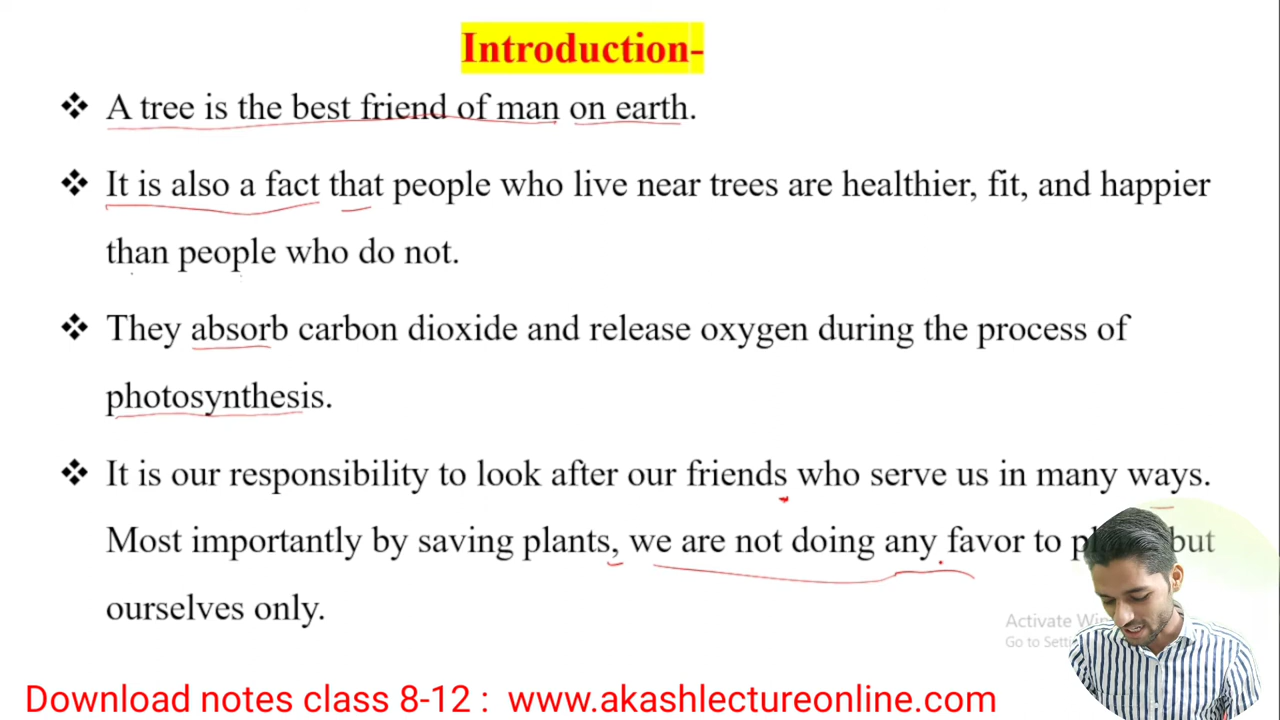 Introduction-
❖ A tree is the best friend of man on earth.
❖ It is also a fact that people who live near trees are healthier, fit, and happier
than people who do not.
❖ They absorb carbon dioxide and release oxygen during the process of
photosynthesis.
❖ It is our responsibility to look after our friends who serve us in many ways.
Most importantly by saving plants, we are not doing any favor to but
ourselves only.
Activate
Go to
Download notes class 8-12 : www.akashlectureonline.com